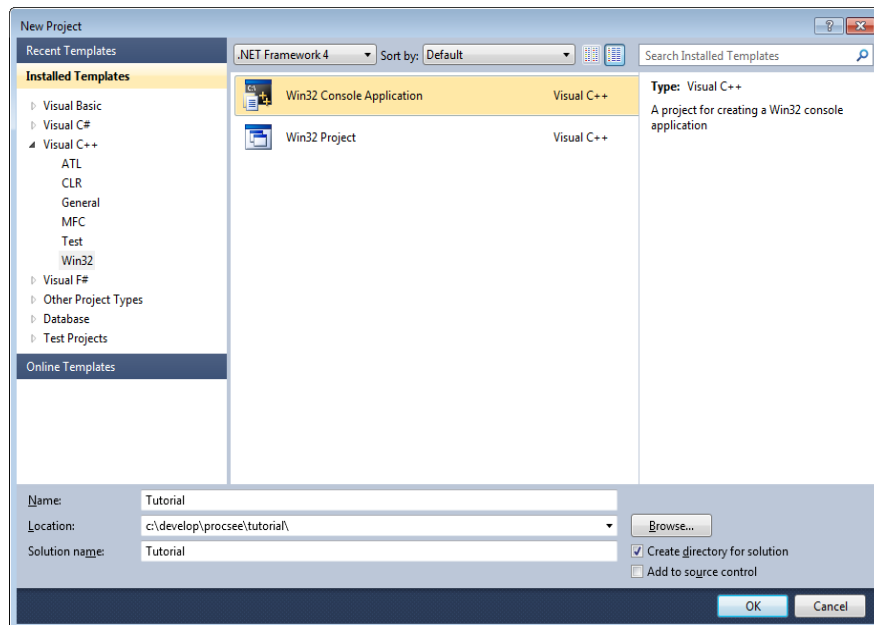 New Project
Recent Templates
Installed Templates
Visual Basic
Visual C#
Visual C++
ATL
CLR
General
MFC
Test
Win32
Visual F#
Other Project Types
Database
Test Projects
Online Templates
.NET Framework 4 Sort by: Default
Win32 Console Application Visual C++
Win32 Project Visual C++
Search Installed Templates
Type: Visual C++
A project for creating a Win32 console
application
Name: Tutorial
Location: c:\develop\procsee\tutorial\ Browse...
Solution name: Tutorial
Create directory for solution
Add to source control
OK Cancel